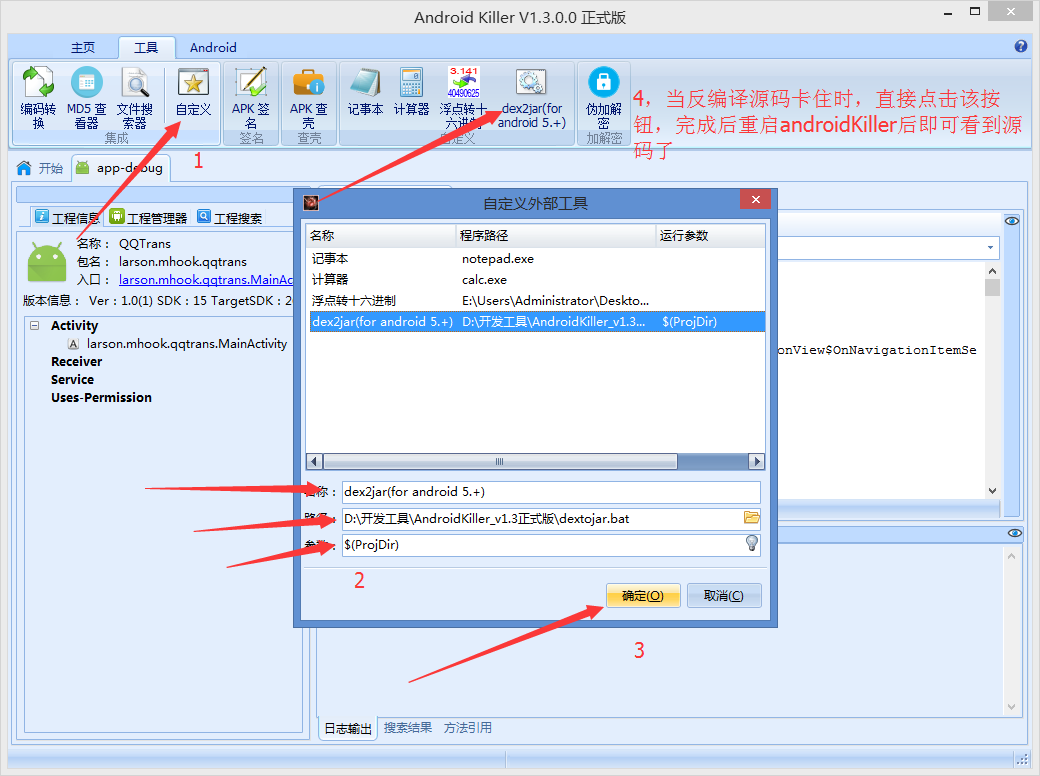 Android Killer V1.3.0.0 正式版
主页 工具 Android
编码转换
MD5 查看器
文件搜索器
集成
自定义
APK 签名
签名
APK 查壳
查壳
记事本
计算器
3.141
40490625
浮点转十六进制
dex2jar(for
android 5.+)
自定义
伪加解密
加解密
4，当反编译源码卡住时，直接点击该按
钮，完成后重启androidKiller后即可看到源
码了
1
开始 app-debug
工程信息 工程管理器 工程搜索
名称： QQTrans
包名： larson.mhook.qqtrans
入口： larson.mhook.qqtrans.MainAc
版本信息： Ver：1.0(1) SDK：15 TargetSDK：2
Activity
A larson.mhook.qqtrans.MainActivity
Receiver
Service
Uses-Permission
自定义外部工具
名称 程序路径 运行参数
记事本 notepad.exe
计算器 calc.exe
浮点转十六进制 E:\Users\Administrator\Deskto...
dex2jar(for android 5.+) D:\开发工具\AndroidKiller_v1.3... $(ProjDir)
onView$OnNavigationItemSe
名称： dex2jar(for android 5.+)
路径： D:\开发工具\AndroidKiller_v1.3正式版\dextojar.bat
参数： $(ProjDir)
2
确定(O) 取消(C)
3
日志输出 搜索结果 方法引用